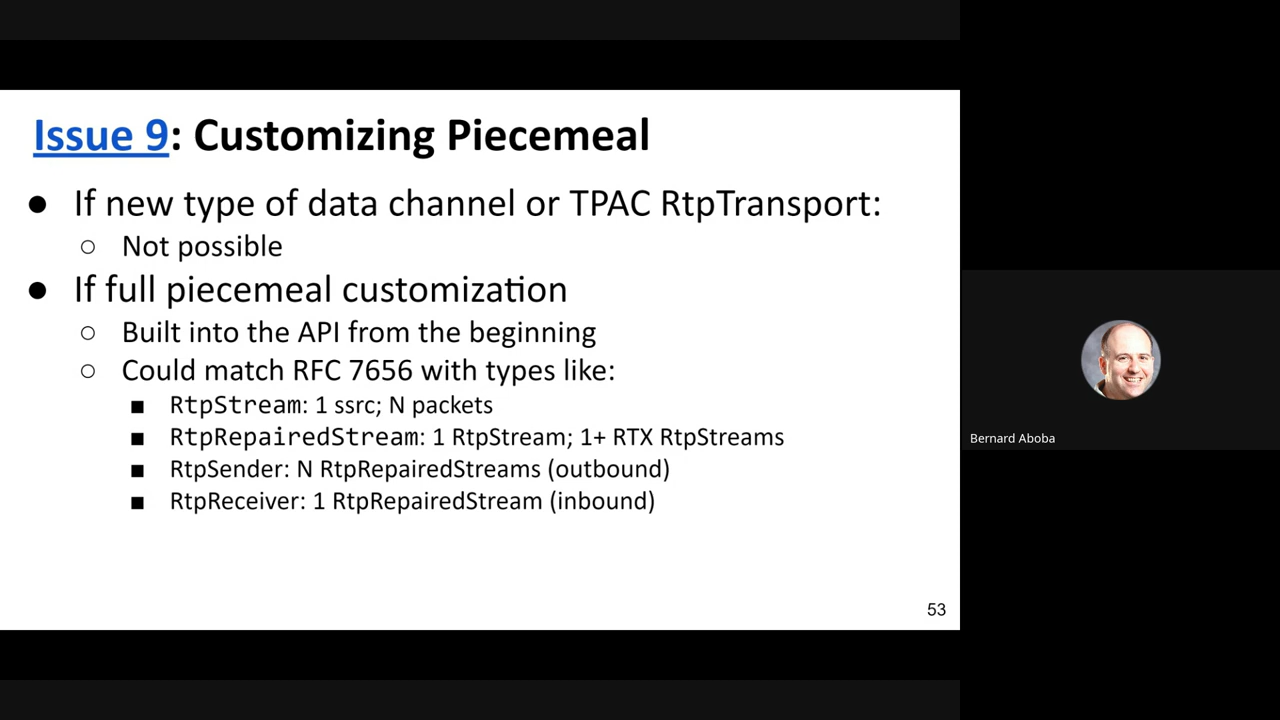 Issue 9: Customizing Piecemeal
● If new type of data channel or TPAC RtpTransport:
○ Not possible
● If full piecemeal customization
○ Built into the API from the beginning
○ Could match RFC 7656 with types like:
■ RtpStream: 1 ssrc; N packets
■ RtpRepairedStream: 1 RtpStream; 1+ RTX RtpStreams
■ RtpSender: N RtpRepairedStreams (outbound)
■ RtpReceiver: 1 RtpRepairedStream (inbound)
53
Bernard Aboba